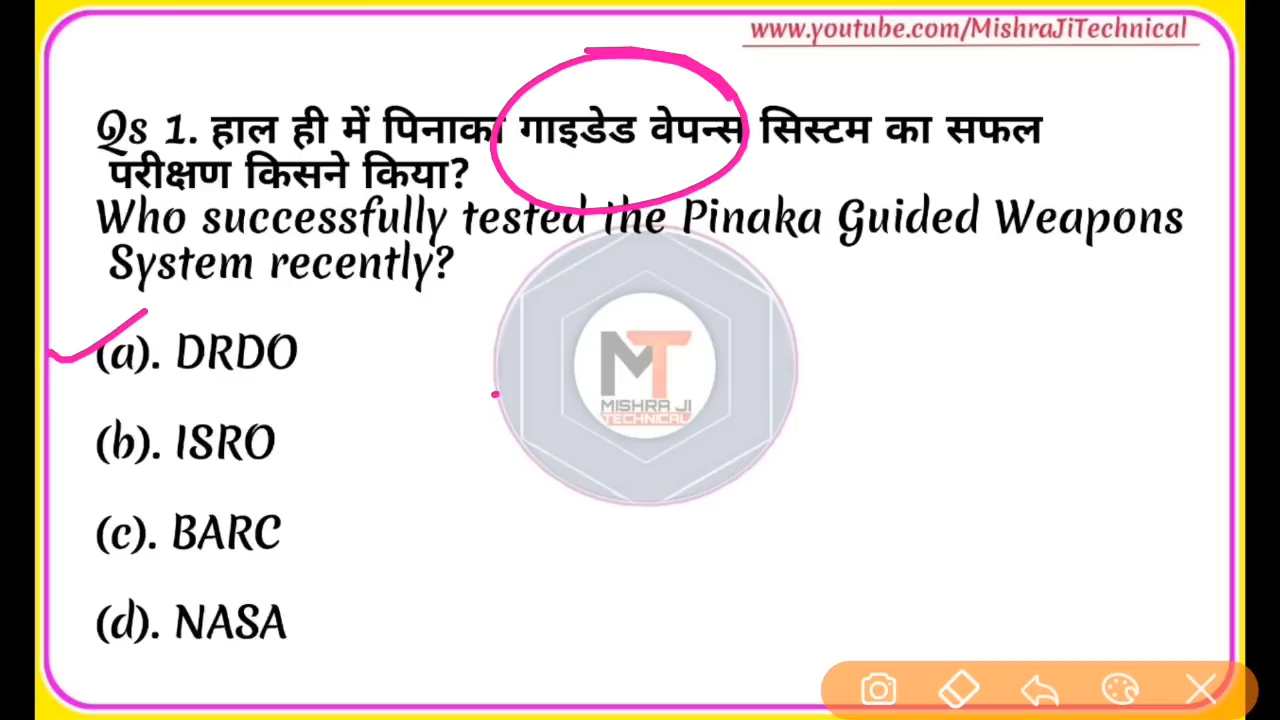 www.youtube.com/MishraJiTechnical
Qs 1. हाल ही में पिनाका गाइडेड वेपन्स सिस्टम का सफल
परीक्षण किसने किया?
Who successfully tested the Pinaka Guided Weapons
System recently?
(a). DRDO
MT
MISHRA JI
TECHNICAL
(b). ISRO
(c). BARC
(d). NASA